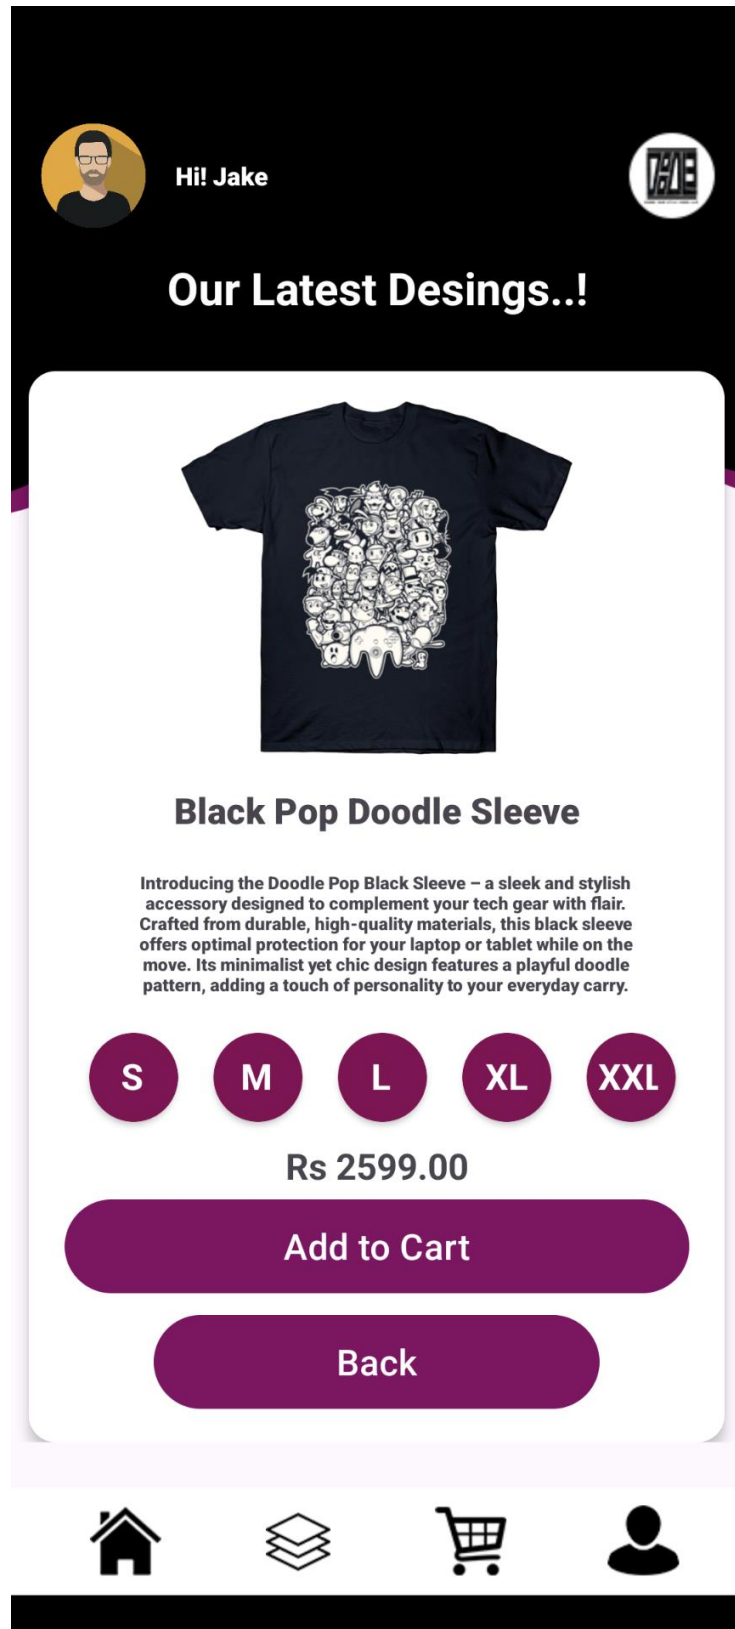 Hi! Jake
Our Latest Desings..!
Black Pop Doodle Sleeve
Introducing the Doodle Pop Black Sleeve – a sleek and stylish
accessory designed to complement your tech gear with flair.
Crafted from durable, high-quality materials, this black sleeve
offers optimal protection for your laptop or tablet while on the
move. Its minimalist yet chic design features a playful doodle
pattern, adding a touch of personality to your everyday carry.
S M L XL XXL
Rs 2599.00
Add to Cart
Back